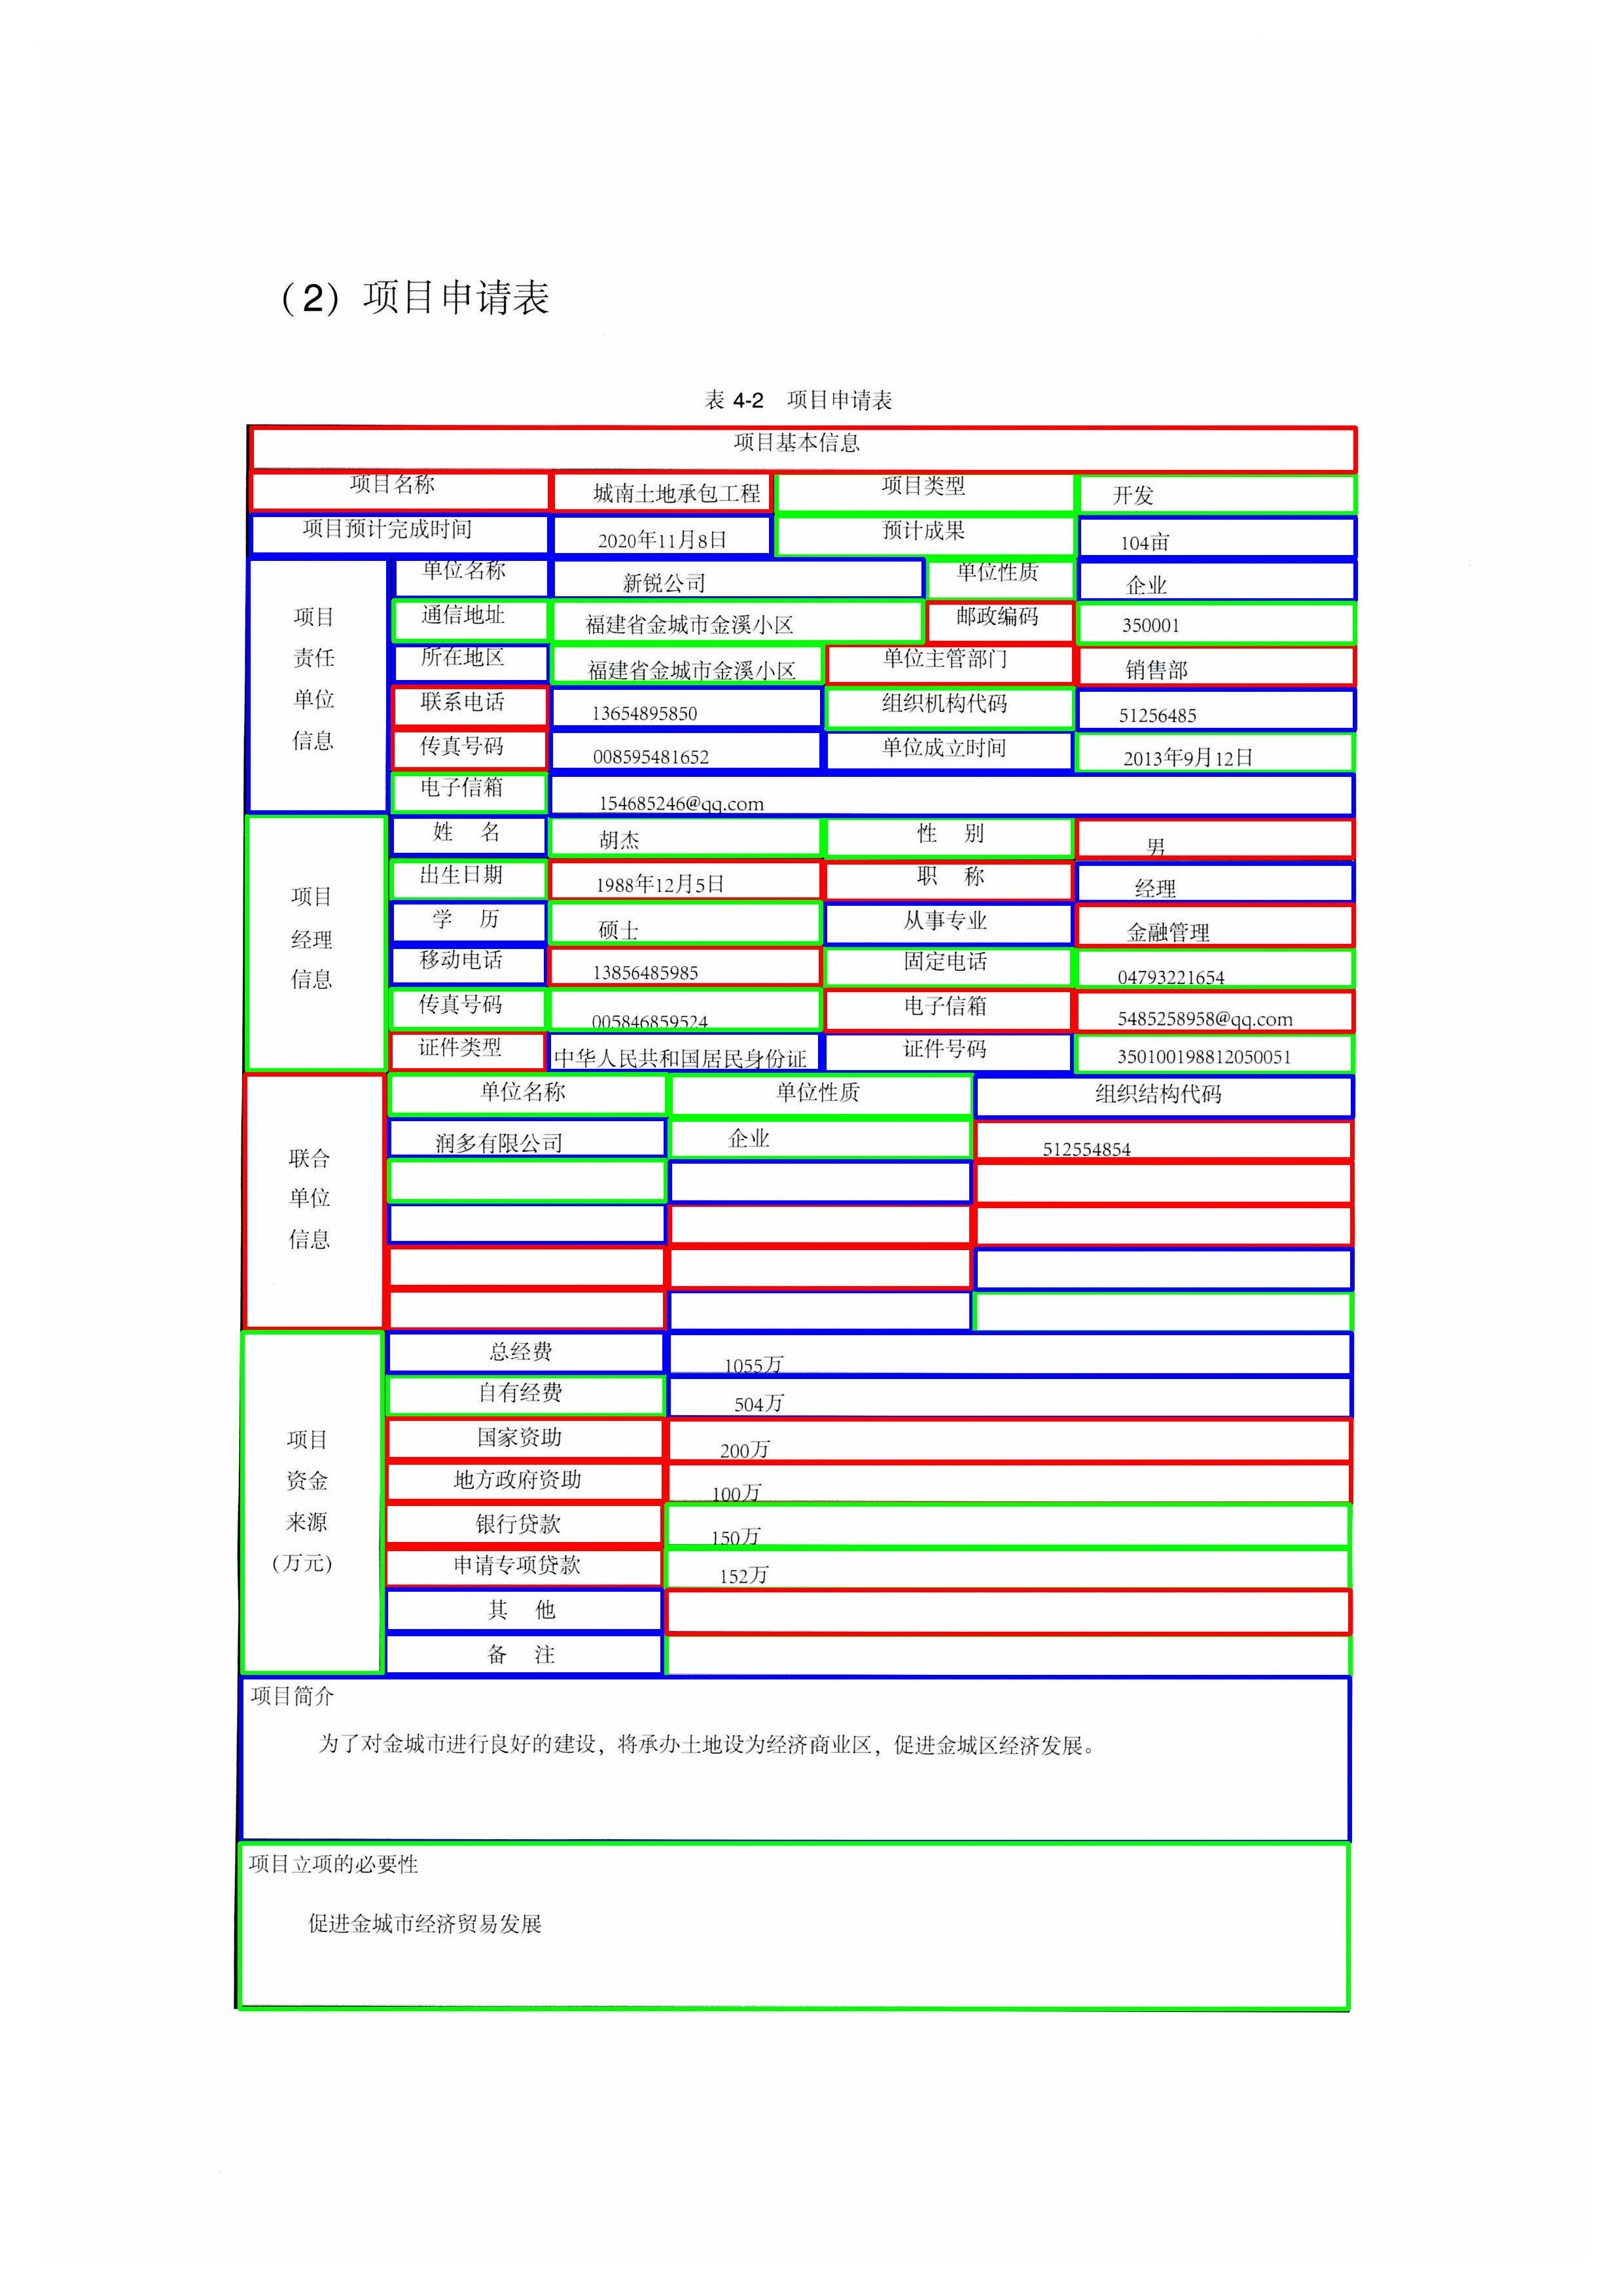 （2）项目申请表
表 4-2 项目申请表
项目基本信息
项目名称 城南土地承包工程 项目类型 开发
项目预计完成时间 2020年11月8日 预计成果 104亩
项目
责任
单位
信息
单位名称 新锐公司 单位性质 企业
通信地址 福建省金城市金溪小区 邮政编码 350001
所在地区 福建省金城市金溪小区 单位主管部门 销售部
联系电话 13654895850 组织机构代码 51256485
传真号码 008595481652 单位成立时间 2013年9月12日
电子信箱 154685246@qq.com
项目
经理
信息
姓 名 胡杰 性 别 男
出生日期 1988年12月5日 职 称 经理
学 历 硕士 从事专业 金融管理
移动电话 13856485985 固定电话 04793221654
传真号码 005846859524 电子信箱 5485258958@qq.com
证件类型 中华人民共和国居民身份证 证件号码 350100198812050051
联合
单位
信息
单位名称 单位性质 组织结构代码
润多有限公司 企业 512554854
项目
资金
来源
（万元）
总经费 1055万
自有经费 504万
国家资助 200万
地方政府资助 100万
银行贷款 150万
申请专项贷款 152万
其 他
备 注
项目简介
为了对金城市进行良好的建设，将承办土地设为经济商业区，促进金城区经济发展。
项目立项的必要性
促进金城市经济贸易发展